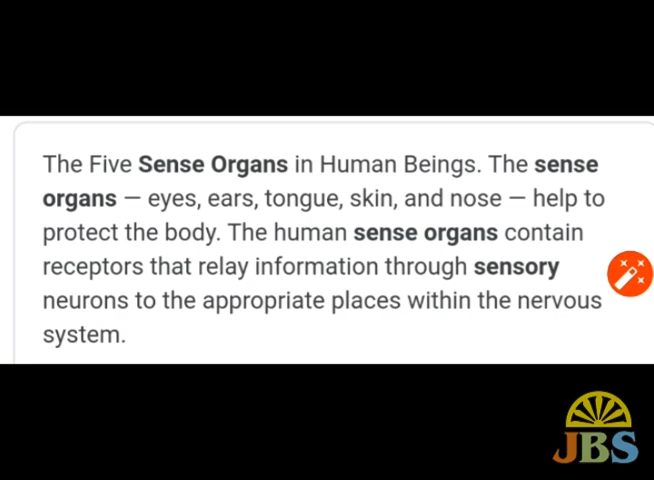 The Five Sense Organs in Human Beings. The sense
organs — eyes, ears, tongue, skin, and nose — help to
protect the body. The human sense organs contain
receptors that relay information through sensory
neurons to the appropriate places within the nervous
system.
JBS